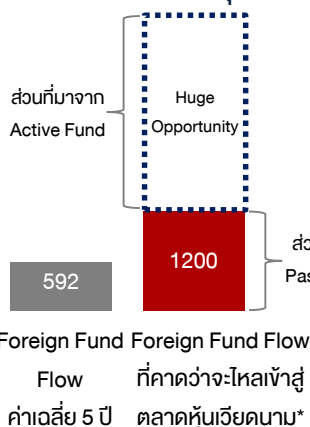 ส่วนที่มาจาก
Active Fund
Huge
Opportunity
592
1200
Foreign Fund
Flow
ค่าเฉลี่ย 5 ปี
Foreign Fund Flow
ที่คาดว่าจะไหลเข้าสู่
ตลาดหุ้นเวียดนาม*